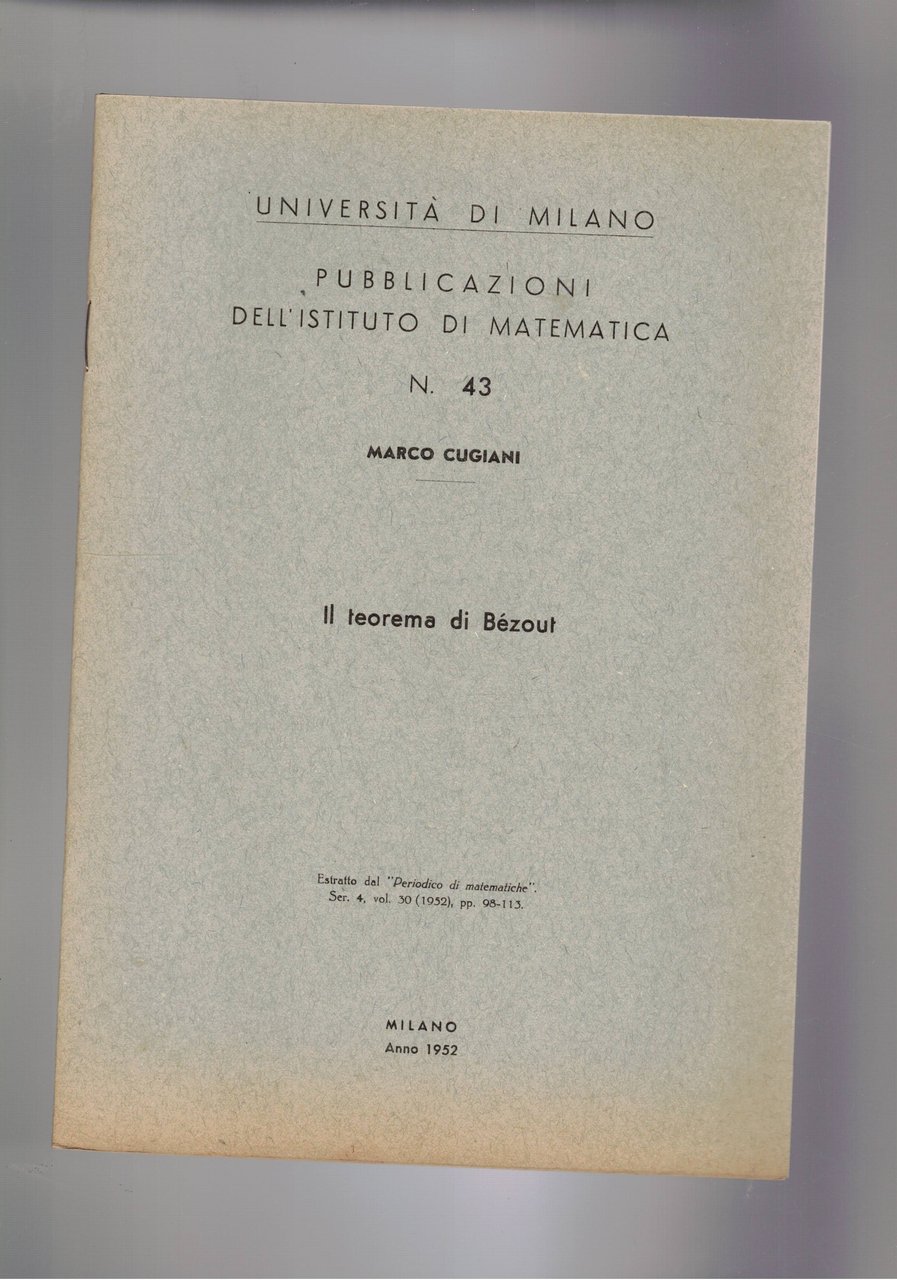 UNIVERSITÀ DI MILANO
PUBBLICAZIONI
DELL'ISTITUTO DI MATEMATICA
N. 43
MARCO CUGIANI
Il teorema di Bézout
Estratto dal "Periodico di matematiche".
Ser. 4, vol. 30 (1952), pp. 98-113.
MILANO
Anno 1952